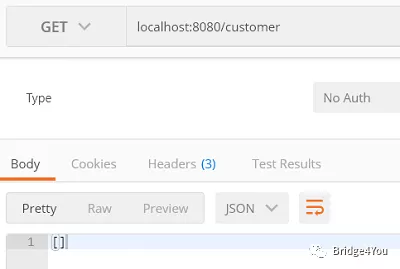 GET localhost:8080/customer
Type No Auth
Body Cookies Headers (3) Test Results
Pretty Raw Preview JSON
1 []
Bridge4You